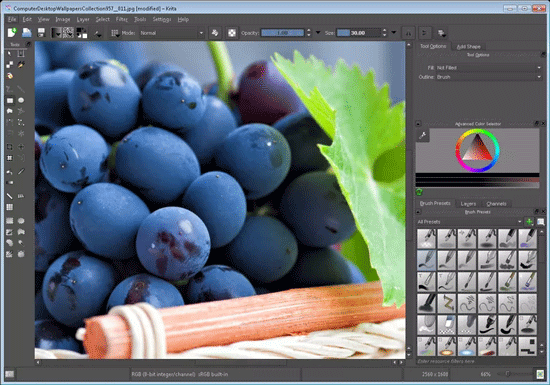 ComputerDesktopWallpapersCollection957_011.jpg [modified] – Krita
File Edit View Image Layer Select Filter Tools Settings Help
Mode: Normal Opacity: 1.00 Size: 30.00
Tools
Tool Options Add Shape
Tool Options
Fill: Not Filled
Outline: Brush
Advanced Color Selector
Brush Presets Layers Channels
Brush Presets
All Presets
RGB (8-bit integer/channel) sRGB built-in
2560 x 1600
66%